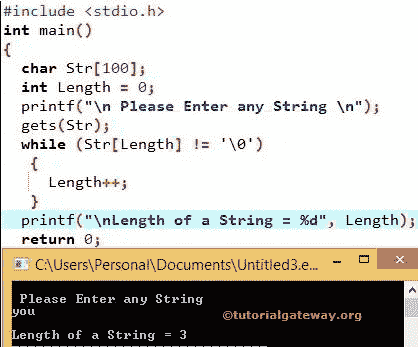 #include <stdio.h>
int main()
{
char Str[100];
int Length = 0;
printf("\n Please Enter any String \n");
gets(Str);
while (Str[Length] != '\0')
{
Length++;
}
printf("\nLength of a String = %d", Length);
return 0;
C:\Users\Personal\Documents\Untitled3.e...
Please Enter any String
you
©tutorialgateway.org
Length of a String = 3